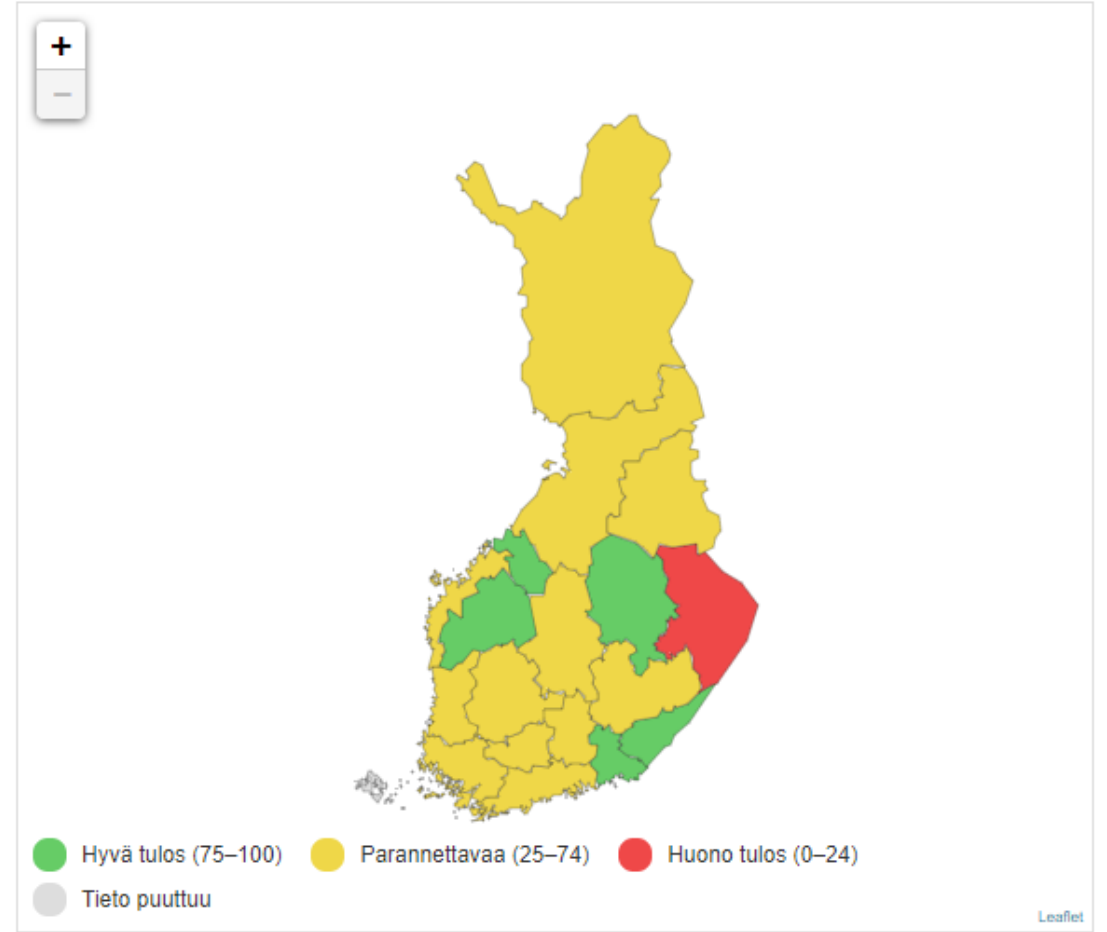 +
−
Hyvä tulos (75–100) Parannettavaa (25–74) Huono tulos (0–24)
Tieto puuttuu
Leaflet